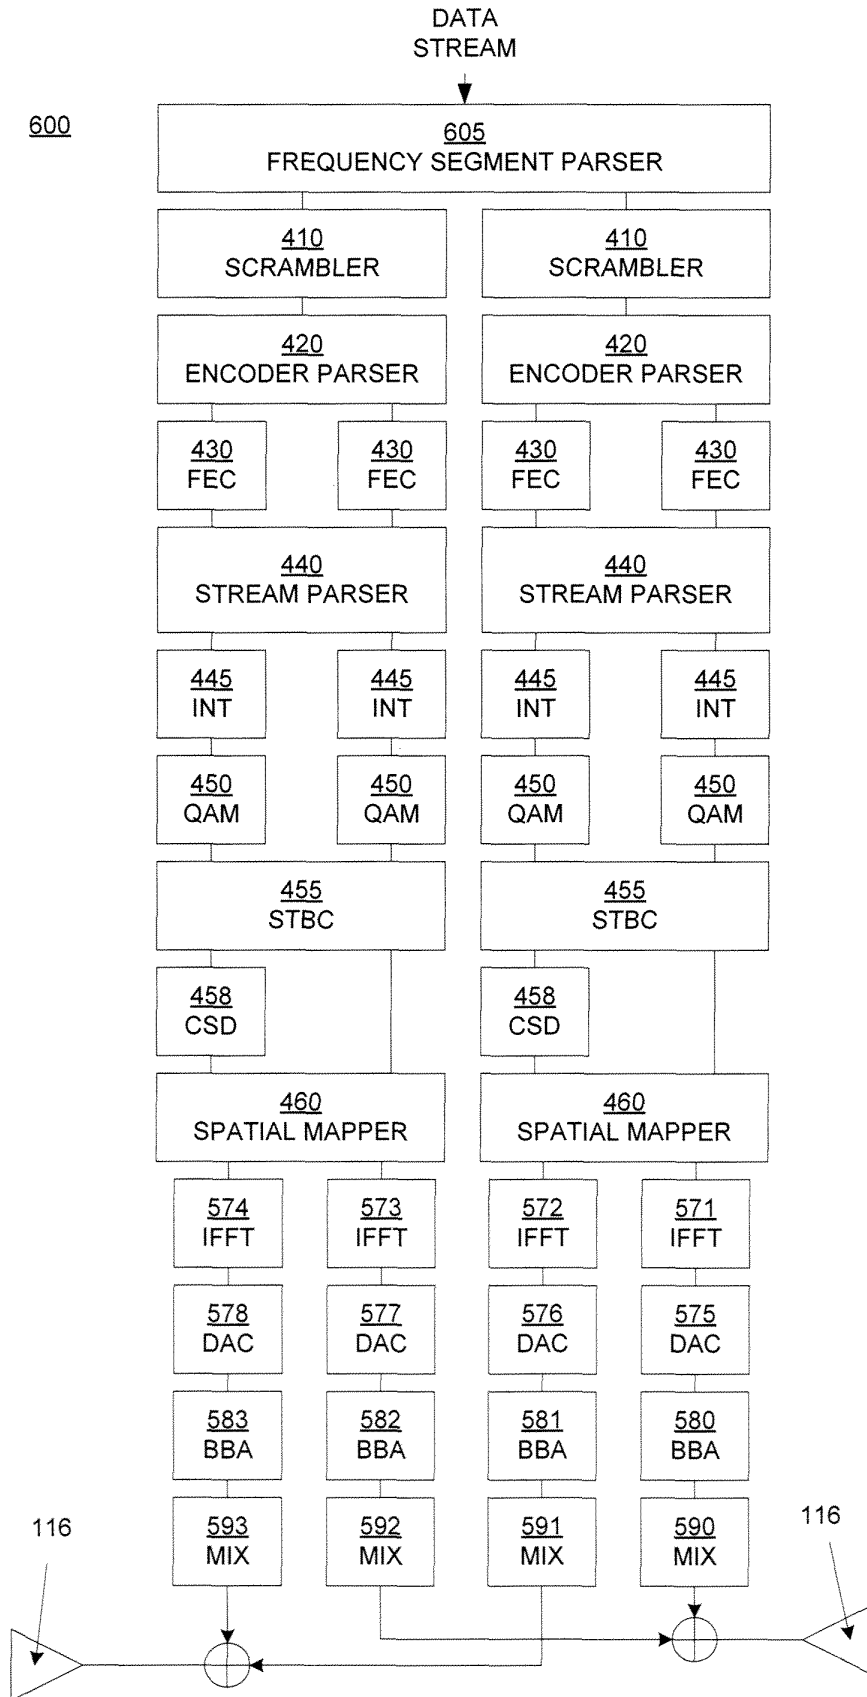 DATA
STREAM
600
605
FREQUENCY SEGMENT PARSER
410 410
SCRAMBLER SCRAMBLER
420 420
ENCODER PARSER ENCODER PARSER
430 430 430 430
FEC FEC FEC FEC
440 440
STREAM PARSER STREAM PARSER
445 445 445 445
INT INT INT INT
450 450 450 450
QAM QAM QAM QAM
455 455
STBC STBC
458 458
CSD CSD
460 460
SPATIAL MAPPER SPATIAL MAPPER
574 573 572 571
IFFT IFFT IFFT IFFT
578 577 576 575
DAC DAC DAC DAC
583 582 581 580
BBA BBA BBA BBA
116 593 592 591 590 116
MIX MIX MIX MIX